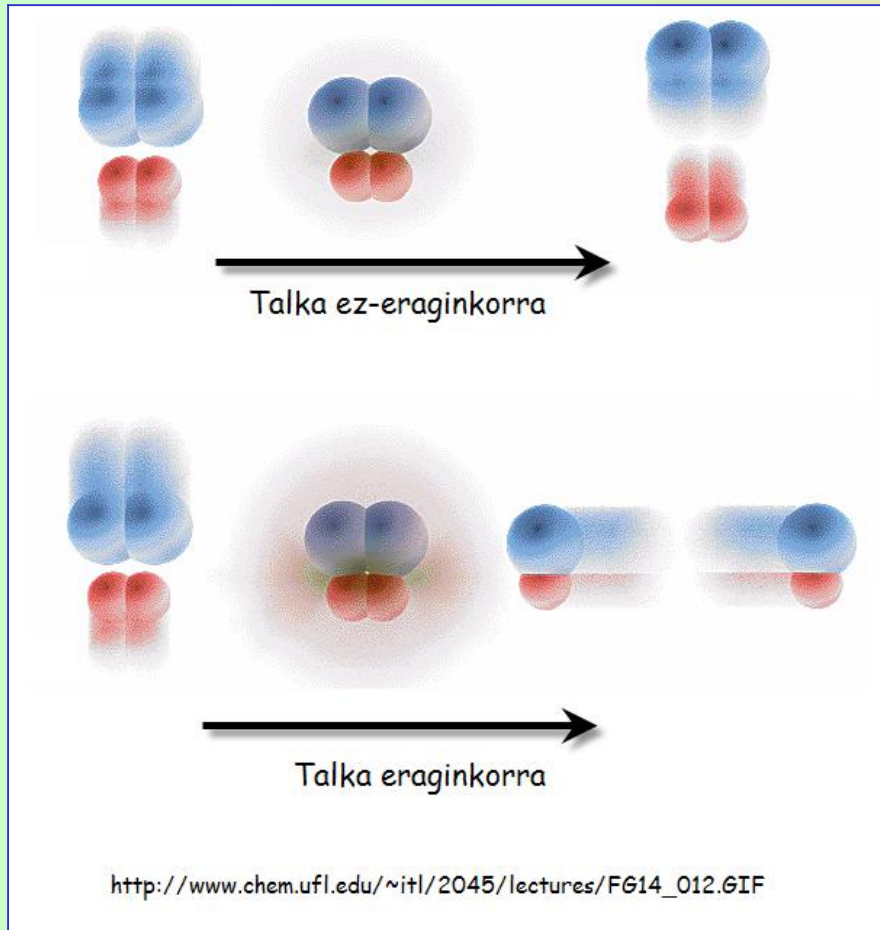 Talka ez-eraginkorra
Talka eraginkorra
http://www.chem.ufl.edu/~itl/2045/lectures/FG14_012.GIF